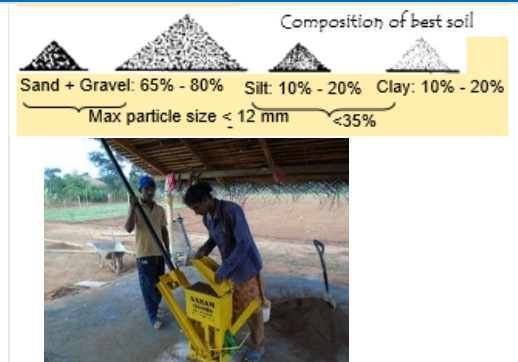 Composition of best soil
Sand + Gravel: 65% - 80% Silt: 10% - 20% Clay: 10% - 20%
Max particle size < 12 mm <35%